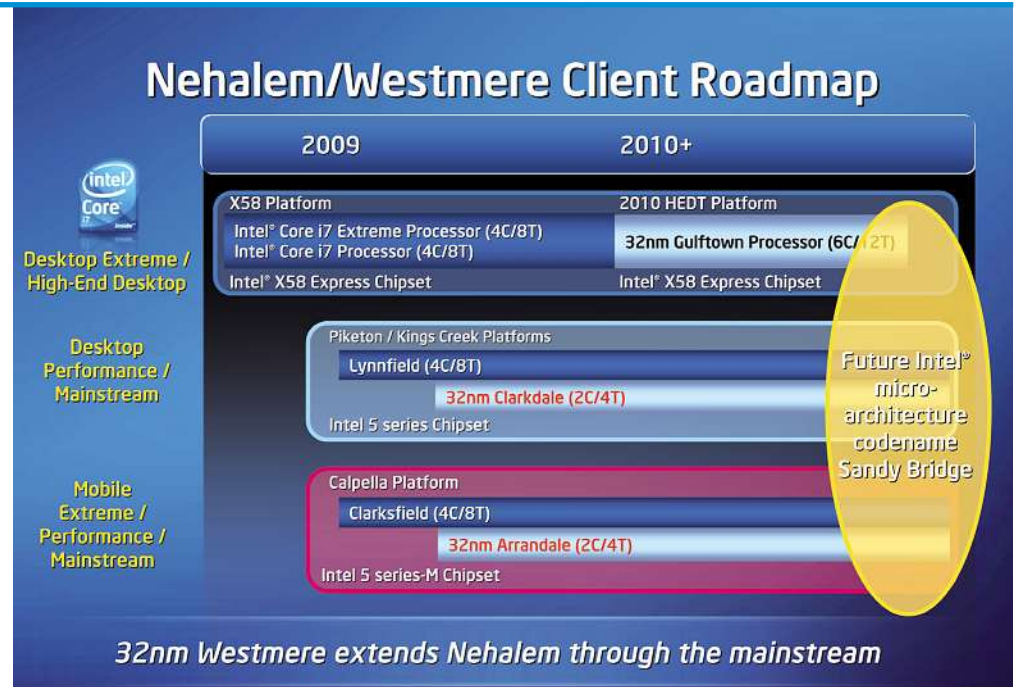 Nehalem/Westmere Client Roadmap
2009
2010+
intel
Core
i7
inside™
Desktop Extreme /
High-End Desktop
X58 Platform
Intel® Core i7 Extreme Processor (4C/8T)
Intel® Core i7 Processor (4C/8T)
Intel® X58 Express Chipset
2010 HEDT Platform
32nm Gulftown Processor (6C/12T)
Intel® X58 Express Chipset
Desktop
Performance /
Mainstream
Piketon / Kings Creek Platforms
Lynnfield (4C/8T)
32nm Clarkdale (2C/4T)
Intel 5 series Chipset
Mobile
Extreme /
Performance /
Mainstream
Calpella Platform
Clarksfield (4C/8T)
32nm Arrandale (2C/4T)
Intel 5 series-M Chipset
Future Intel®
micro-
architecture
codename
Sandy Bridge
32nm Westmere extends Nehalem through the mainstream